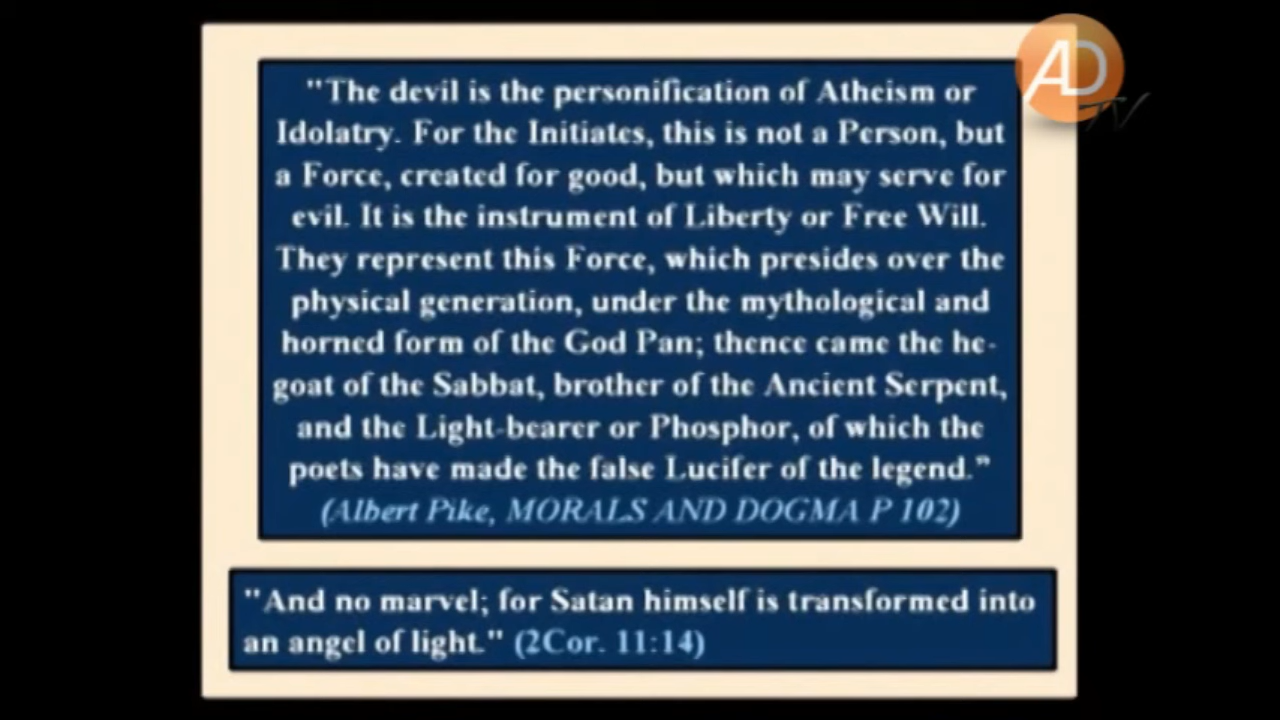 "The devil is the personification of Atheism or
Idolatry. For the Initiates, this is not a Person, but
a Force, created for good, but which may serve for
evil. It is the instrument of Liberty or Free Will.
They represent this Force, which presides over the
physical generation, under the mythological and
horned form of the God Pan; thence came the he-
goat of the Sabbat, brother of the Ancient Serpent,
and the Light-bearer or Phosphor, of which the
poets have made the false Lucifer of the legend."
(Albert Pike, MORALS AND DOGMA P 102)
"And no marvel; for Satan himself is transformed into
an angel of light." (2Cor. 11:14)
AD
TV